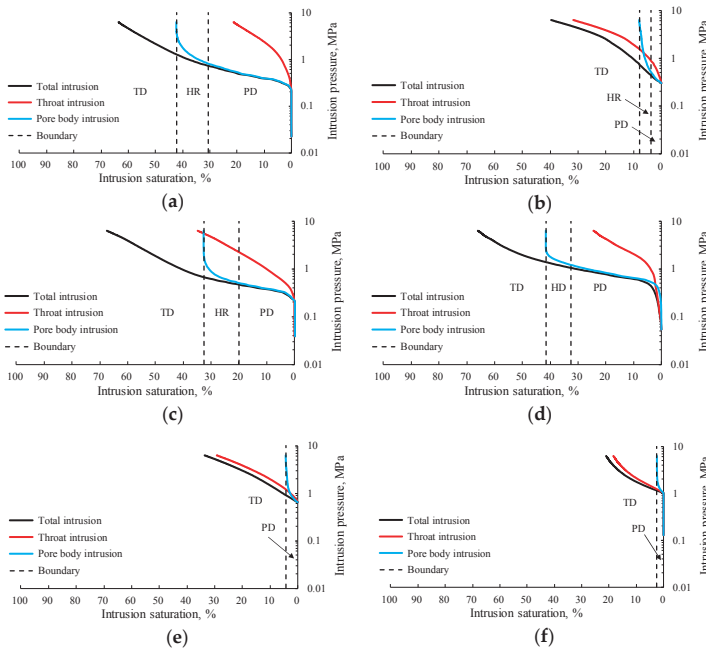 10
1
0.1
0.01
Intrusion pressure, MPa
Total intrusion
Throat intrusion
Pore body intrusion
Boundary
TD
HR
PD
100 90 80 70 60 50 40 30 20 10 0
Intrusion saturation, %
(a)
10
1
0.1
0.01
Intrusion pressure, MPa
Total intrusion
Throat intrusion
Pore body intrusion
Boundary
TD
HR
PD
100 90 80 70 60 50 40 30 20 10 0
Intrusion saturation, %
(b)
10
1
0.1
0.01
Intrusion pressure, MPa
Total intrusion
Throat intrusion
Pore body intrusion
Boundary
TD
HR
PD
100 90 80 70 60 50 40 30 20 10 0
Intrusion saturation, %
(c)
10
1
0.1
0.01
Intrusion pressure, MPa
Total intrusion
Throat intrusion
Pore body intrusion
Boundary
TD
HD
PD
100 90 80 70 60 50 40 30 20 10 0
Intrusion saturation, %
(d)
10
1
0.1
0.01
Intrusion pressure, MPa
Total intrusion
Throat intrusion
Pore body intrusion
Boundary
TD
PD
100 90 80 70 60 50 40 30 20 10 0
Intrusion saturation, %
(e)
10
1
0.1
0.01
Intrusion pressure, MPa
Total intrusion
Throat intrusion
Pore body intrusion
Boundary
TD
PD
100 90 80 70 60 50 40 30 20 10 0
Intrusion saturation, %
(f)